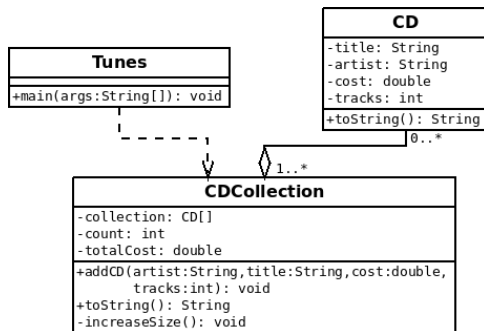 CD
-title: String
-artist: String
-cost: double
-tracks: int
+toString(): String
0..*
Tunes
+main(args:String[]): void
1..*
CDCollection
-collection: CD[]
-count: int
-totalCost: double
+addCD(artist:String,title:String,cost:double,
tracks:int): void
+toString(): String
-increaseSize(): void